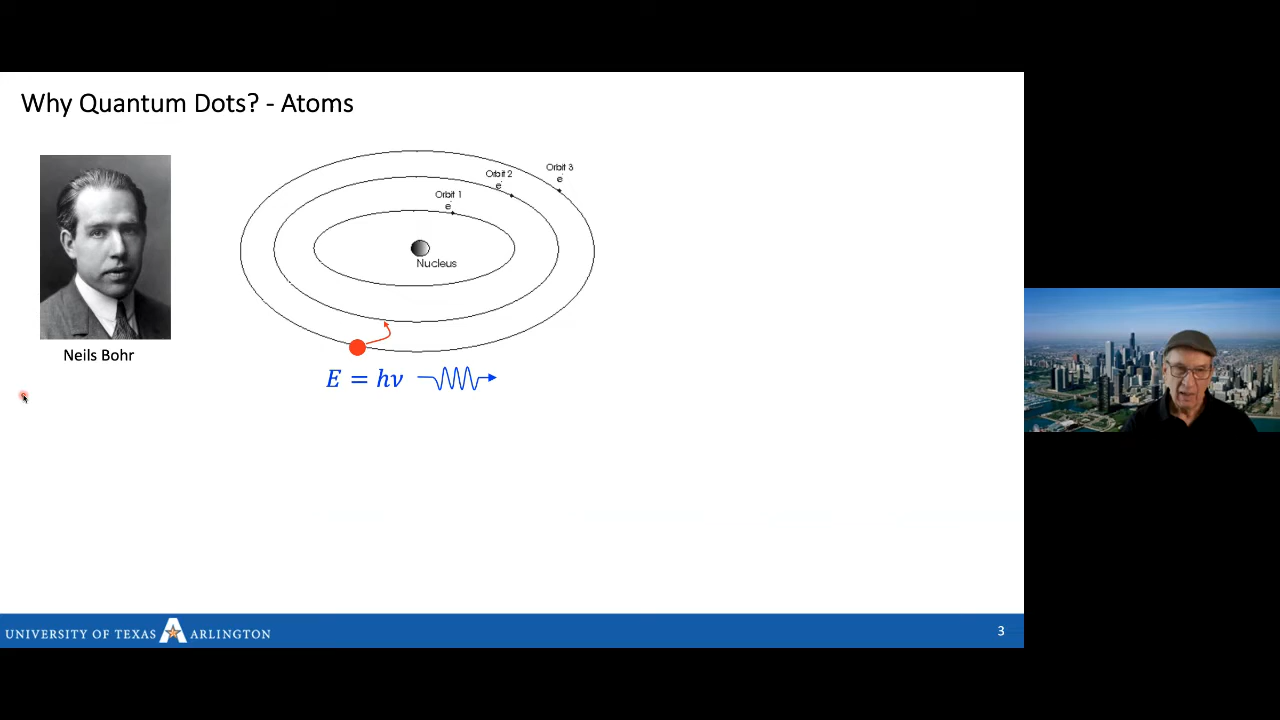 Why Quantum Dots? - Atoms
Orbit 3
e
Orbit 2
e
Orbit 1
e
Nucleus
Neils Bohr
E = hν
UNIVERSITY OF TEXAS A ARLINGTON
3